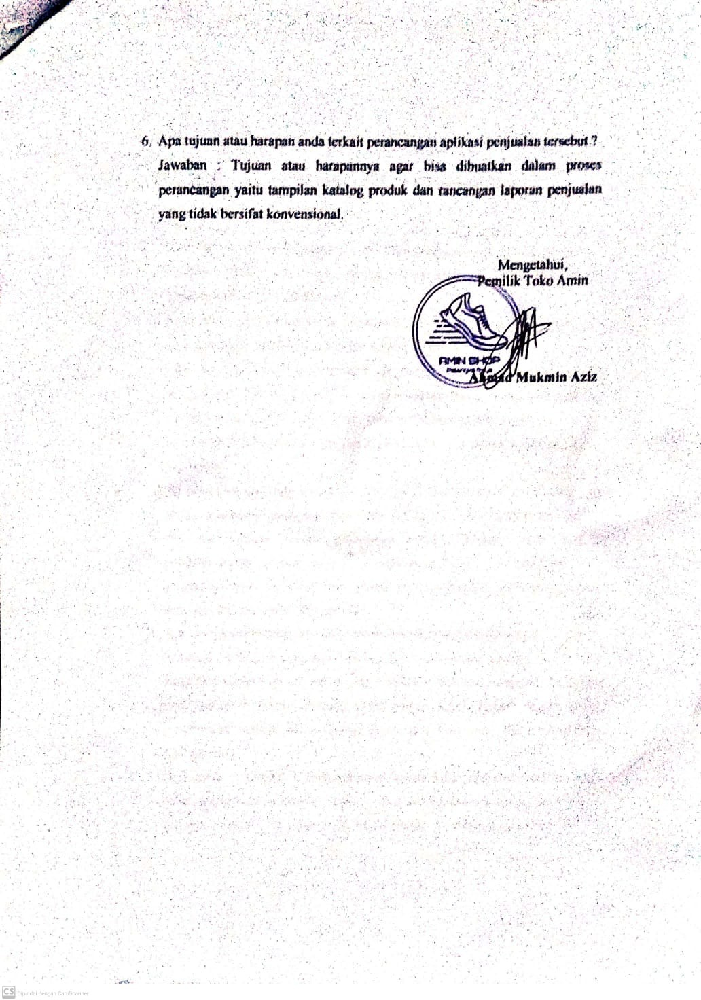 6. Apa tujuan atau harapan anda terkait perancangan aplikasi penjualan tersebut ?
Jawaban : Tujuan atau harapannya agar bisa dibuatkan dalam proses
perancangan yaitu tampilan katalog produk dan rancangan laporan penjualan
yang tidak bersifat konvensional.
Mengetahui,
Pemilik Toko Amin
AMIN SHOP
Ahmad Mukmin Aziz
CS Dipindai dengan CamScanner